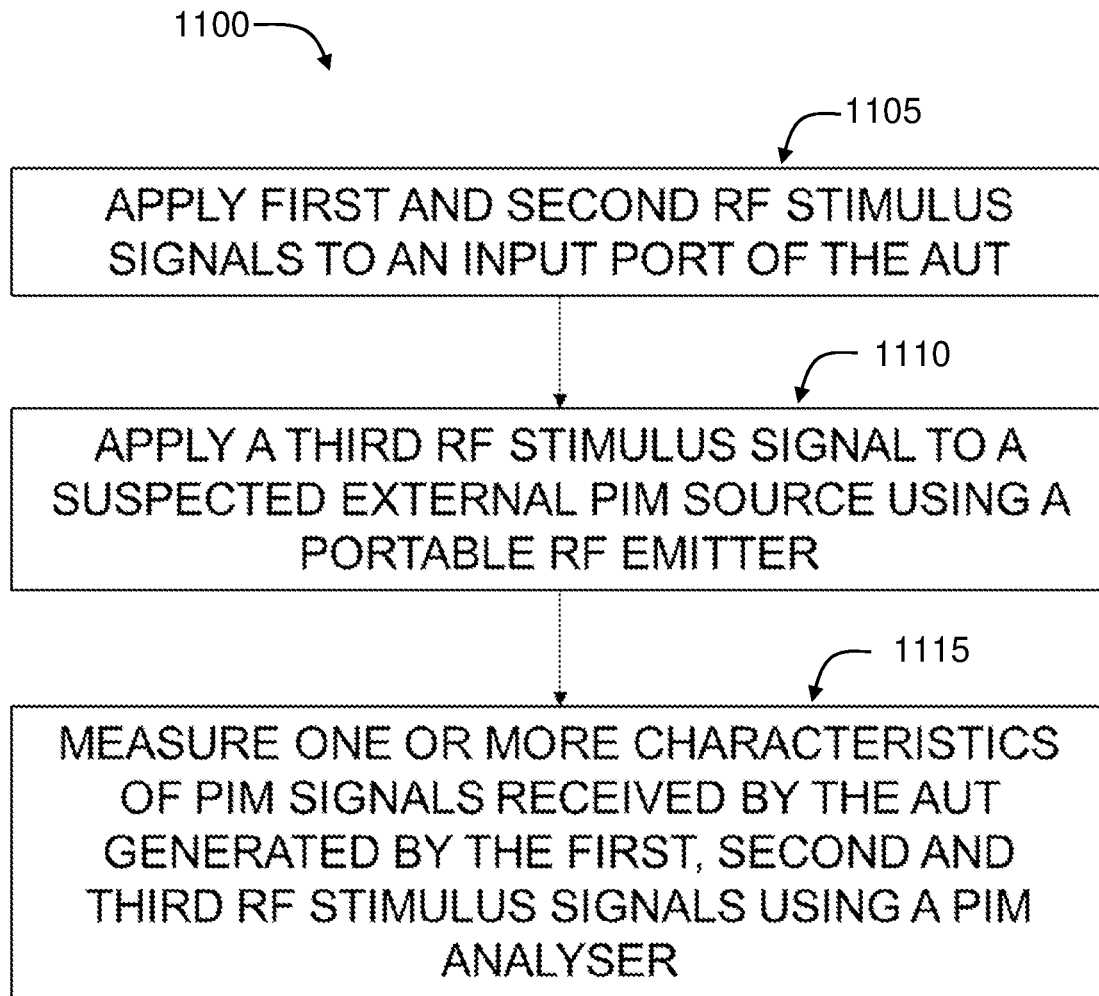 1100
1105
APPLY FIRST AND SECOND RF STIMULUS
SIGNALS TO AN INPUT PORT OF THE AUT
1110
APPLY A THIRD RF STIMULUS SIGNAL TO A
SUSPECTED EXTERNAL PIM SOURCE USING A
PORTABLE RF EMITTER
1115
MEASURE ONE OR MORE CHARACTERISTICS
OF PIM SIGNALS RECEIVED BY THE AUT
GENERATED BY THE FIRST, SECOND AND
THIRD RF STIMULUS SIGNALS USING A PIM
ANALYSER